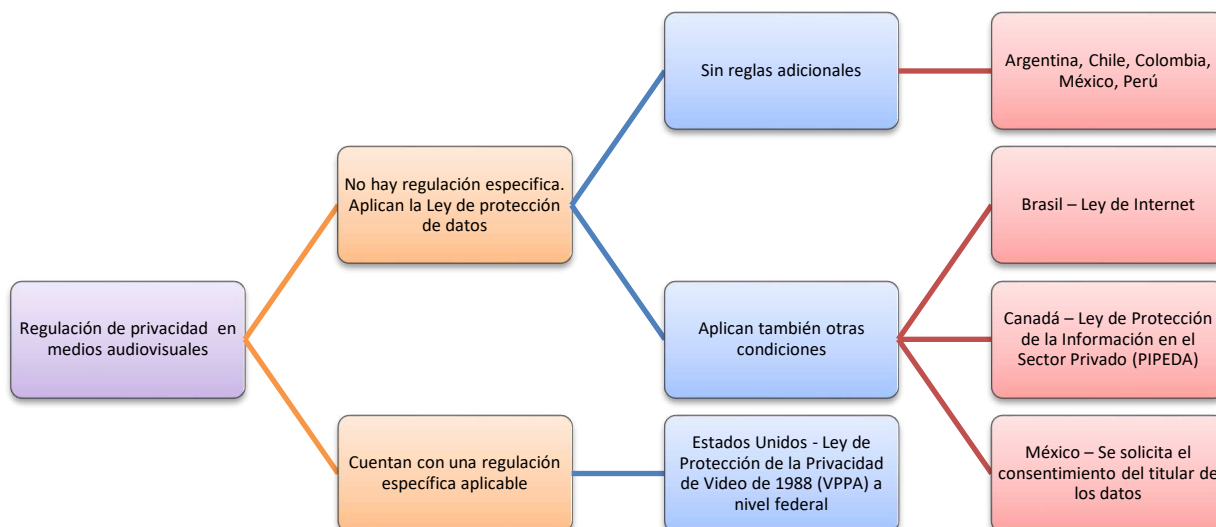 Regulación de privacidad en
medios audiovisuales
No hay regulación especifica.
Aplican la Ley de protección
de datos
Sin reglas adicionales
Argentina, Chile, Colombia,
México, Perú
Aplican también otras
condiciones
Brasil – Ley de Internet
Canadá – Ley de Protección
de la Información en el
Sector Privado (PIPEDA)
México – Se solicita el
consentimiento del titular de
los datos
Cuentan con una regulación
específica aplicable
Estados Unidos - Ley de
Protección de la Privacidad
de Video de 1988 (VPPA) a
nivel federal